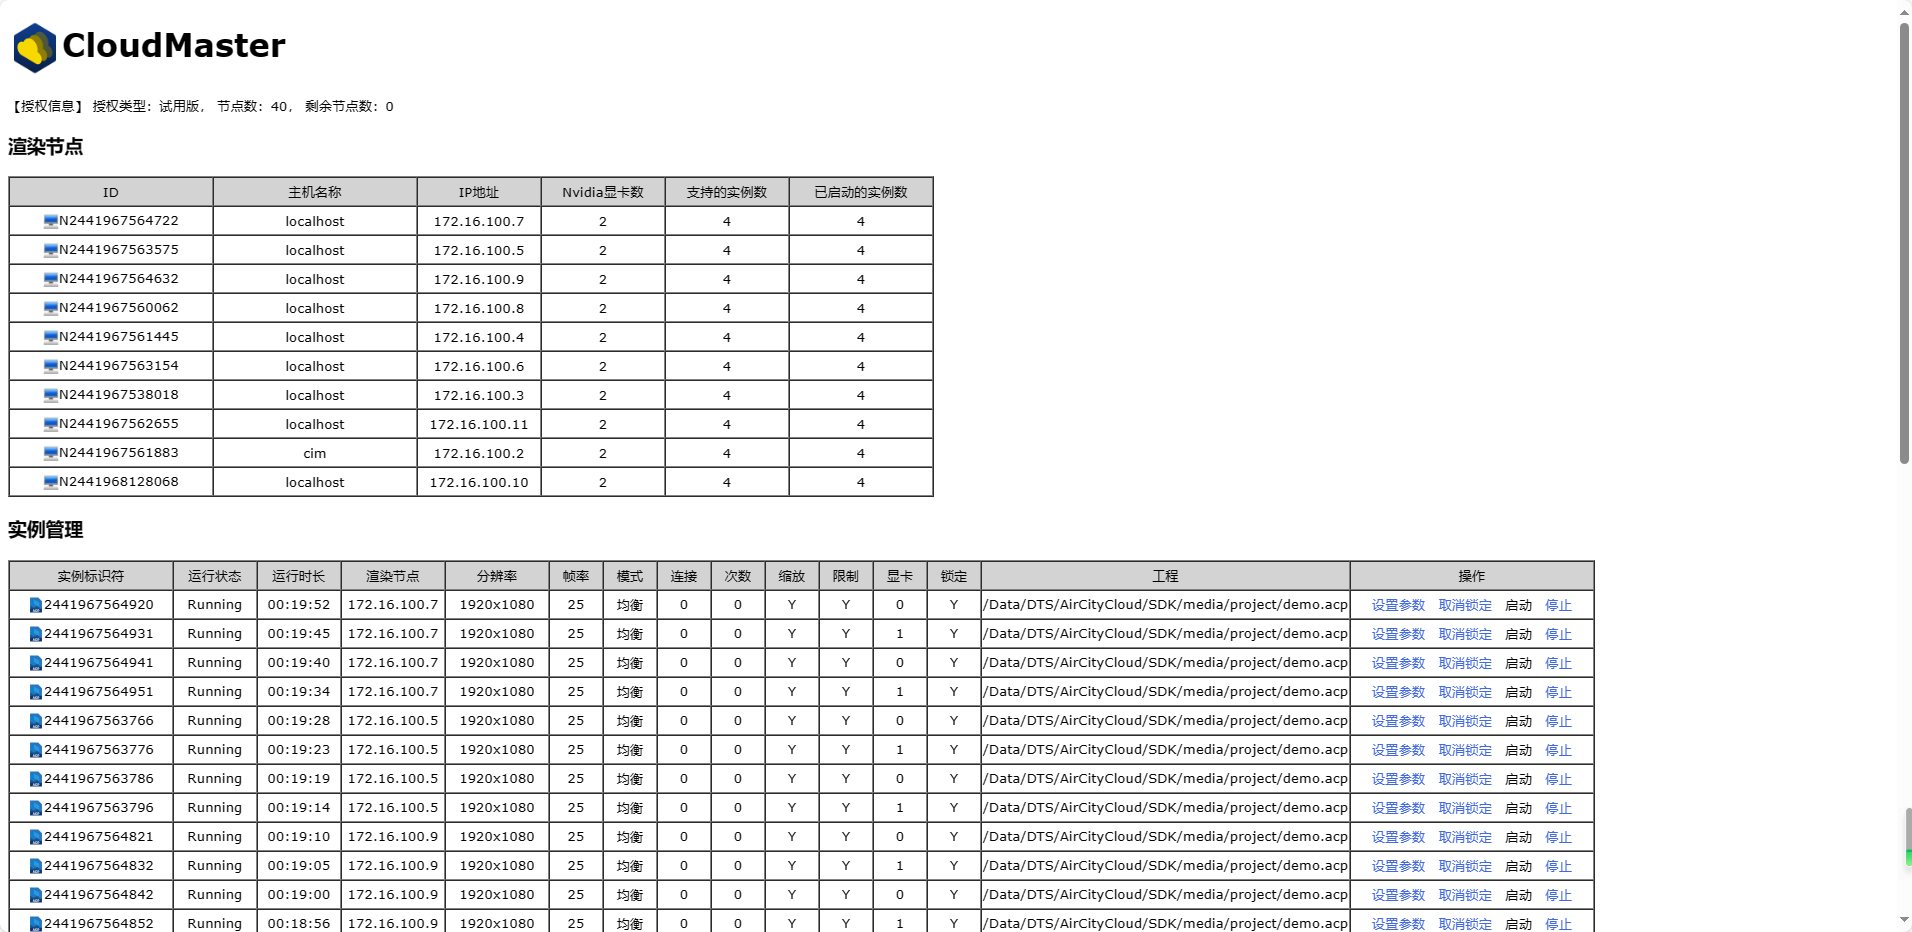 CloudMaster
【授权信息】 授权类型：试用版， 节点数：40， 剩余节点数：0
渲染节点
ID 主机名称 IP地址 Nvidia显卡数 支持的实例数 已启动的实例数
N2441967564722 localhost 172.16.100.7 2 4 4
N2441967563575 localhost 172.16.100.5 2 4 4
N2441967564632 localhost 172.16.100.9 2 4 4
N2441967560062 localhost 172.16.100.8 2 4 4
N2441967561445 localhost 172.16.100.4 2 4 4
N2441967563154 localhost 172.16.100.6 2 4 4
N2441967538018 localhost 172.16.100.3 2 4 4
N2441967562655 localhost 172.16.100.11 2 4 4
N2441967561883 cim 172.16.100.2 2 4 4
N2441968128068 localhost 172.16.100.10 2 4 4
实例管理
实例标识符 运行状态 运行时长 渲染节点 分辨率 帧率 模式 连接 次数 缩放 限制 显卡 锁定 工程 操作
2441967564920 Running 00:19:52 172.16.100.7 1920x1080 25 均衡 0 0 Y Y 0 Y /Data/DTS/AirCityCloud/SDK/media/project/demo.acp 设置参数 取消锁定 启动 停止
2441967564931 Running 00:19:45 172.16.100.7 1920x1080 25 均衡 0 0 Y Y 1 Y /Data/DTS/AirCityCloud/SDK/media/project/demo.acp 设置参数 取消锁定 启动 停止
2441967564941 Running 00:19:40 172.16.100.7 1920x1080 25 均衡 0 0 Y Y 0 Y /Data/DTS/AirCityCloud/SDK/media/project/demo.acp 设置参数 取消锁定 启动 停止
2441967564951 Running 00:19:34 172.16.100.7 1920x1080 25 均衡 0 0 Y Y 1 Y /Data/DTS/AirCityCloud/SDK/media/project/demo.acp 设置参数 取消锁定 启动 停止
2441967563766 Running 00:19:28 172.16.100.5 1920x1080 25 均衡 0 0 Y Y 0 Y /Data/DTS/AirCityCloud/SDK/media/project/demo.acp 设置参数 取消锁定 启动 停止
2441967563776 Running 00:19:23 172.16.100.5 1920x1080 25 均衡 0 0 Y Y 1 Y /Data/DTS/AirCityCloud/SDK/media/project/demo.acp 设置参数 取消锁定 启动 停止
2441967563786 Running 00:19:19 172.16.100.5 1920x1080 25 均衡 0 0 Y Y 0 Y /Data/DTS/AirCityCloud/SDK/media/project/demo.acp 设置参数 取消锁定 启动 停止
2441967563796 Running 00:19:14 172.16.100.5 1920x1080 25 均衡 0 0 Y Y 1 Y /Data/DTS/AirCityCloud/SDK/media/project/demo.acp 设置参数 取消锁定 启动 停止
2441967564821 Running 00:19:10 172.16.100.9 1920x1080 25 均衡 0 0 Y Y 0 Y /Data/DTS/AirCityCloud/SDK/media/project/demo.acp 设置参数 取消锁定 启动 停止
2441967564832 Running 00:19:05 172.16.100.9 1920x1080 25 均衡 0 0 Y Y 1 Y /Data/DTS/AirCityCloud/SDK/media/project/demo.acp 设置参数 取消锁定 启动 停止
2441967564842 Running 00:19:00 172.16.100.9 1920x1080 25 均衡 0 0 Y Y 0 Y /Data/DTS/AirCityCloud/SDK/media/project/demo.acp 设置参数 取消锁定 启动 停止
2441967564852 Running 00:18:56 172.16.100.9 1920x1080 25 均衡 0 0 Y Y 1 Y /Data/DTS/AirCityCloud/SDK/media/project/demo.acp 设置参数 取消锁定 启动 停止